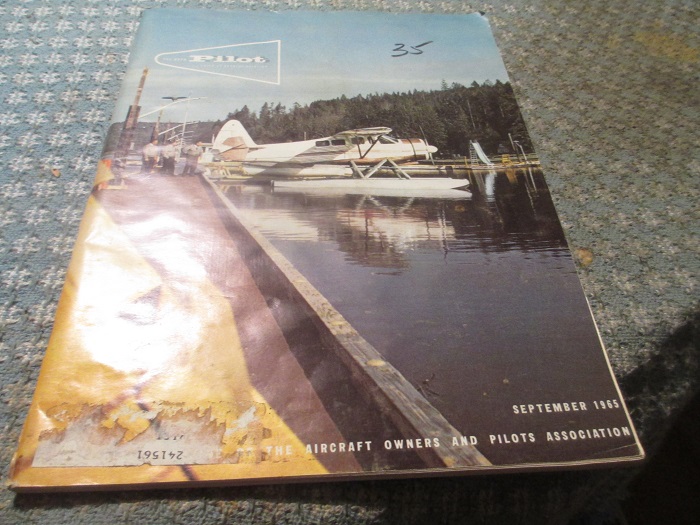 Pilot
35
SEPTEMBER 1965
THE AIRCRAFT OWNERS AND PILOTS ASSOCIATION
241561